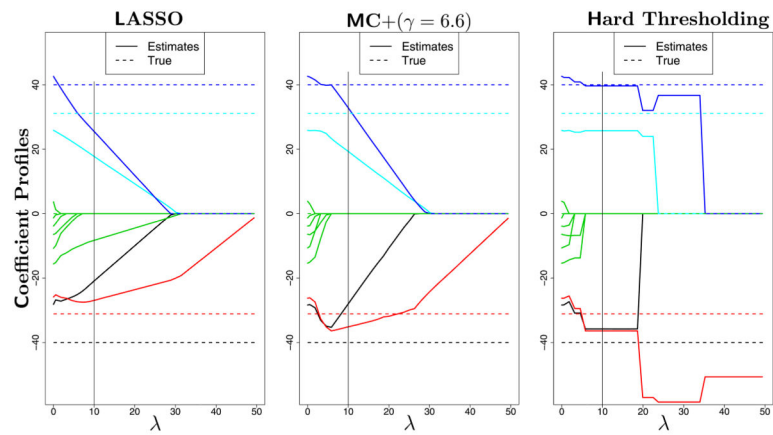 LASSO
MC+(γ = 6.6)
Hard Thresholding
Estimates
True
Estimates
True
Estimates
True
Coefficient Profiles
40
20
0
-20
-40
40
20
0
-20
-40
40
20
0
-20
-40
0 10 20 30 40 50
0 10 20 30 40 50
0 10 20 30 40 50
λ
λ
λ